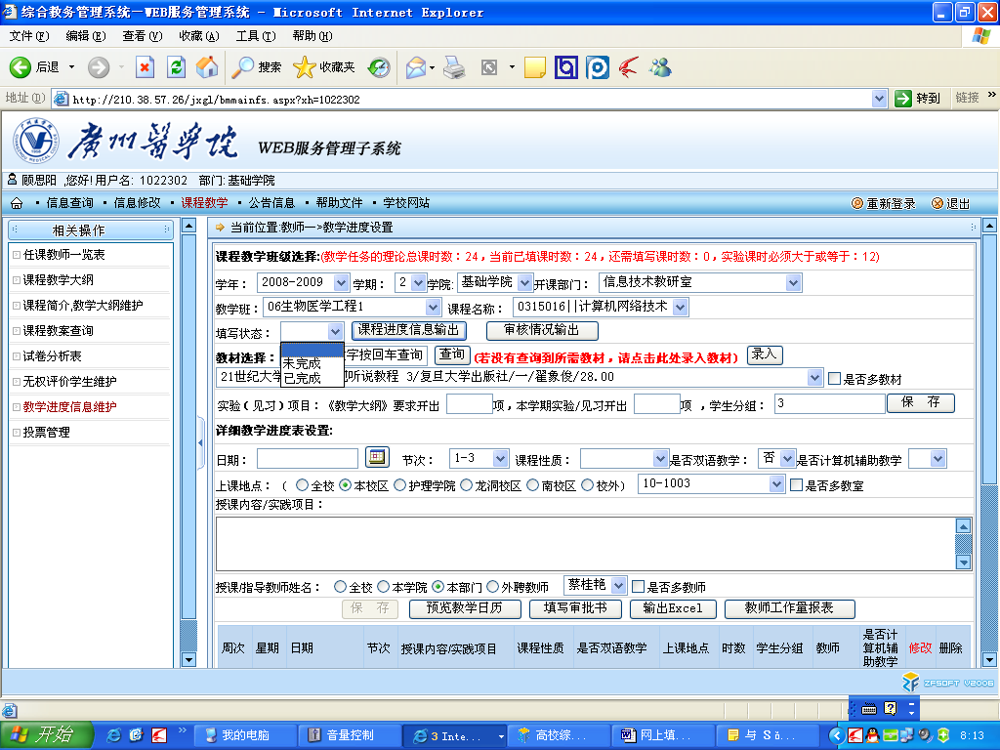 综合教务管理系统—WEB服务管理系统 - Microsoft Internet Explorer
文件(F) 编辑(E) 查看(V) 收藏(A) 工具(T) 帮助(H)
后退 搜索 收藏夹
地址(D) http://210.38.57.26/jxgl/bmmainfs.aspx?xh=1022302 转到 链接 »
廣州醫學院 WEB服务管理子系统
顾思阳 ,您好!用户名: 1022302 部门:基础学院
· 信息查询 · 信息修改 · 课程教学 · 公告信息 · 帮助文件 · 学校网站 重新登录 退出
相关操作
任课教师一览表
课程教学大纲
课程简介,教学大纲维护
课程教案查询
试卷分析表
无权评价学生维护
教学进度信息维护
投票管理
当前位置:教师—>教学进度设置
课程教学班级选择:(教学任务的理论总课时数：24，当前已填课时数：24，还需填写课时数：0，实验课时必须大于或等于：12)
学年： 2008-2009 学期： 2 学院: 基础学院 开课部门： 信息技术教研室
教学班： 06生物医学工程1 课程名称： 0315016||计算机网络技术
填写状态： 课程进度信息输出 审核情况输出
未完成
已完成
教材选择： 字按回车查询 查询 (若没有查询到所需教材，请点击此处录入教材) 录入
21世纪大学 即听说教程 3/复旦大学出版社/一/翟象俊/28.00 是否多教材
实验（见习）项目：《教学大纲》要求开出 项，本学期实验/见习开出 项 ，学生分组： 3 保 存
详细教学进度表设置:
日期： 节次： 1-3 课程性质： 是否双语教学： 否 是否计算机辅助教学
上课地点：（ 全校 本校区 护理学院 龙洞校区 南校区 校外） 10-1003 是否多教室
授课内容/实践项目：
授课/指导教师姓名： 全校 本学院 本部门 外聘教师 蔡桂艳 是否多教师
保 存 预览教学日历 填写审批书 输出Excel 教师工作量报表
周次 星期 日期 节次 授课内容/实践项目 课程性质 是否双语教学 上课地点 时数 学生分组 教师 是否计算机辅助教学 修改 删除
ZFSOFT V2006
开始 我的电脑 音量控制 3 Inte... 高校综... 网上填... 与 S ǔ... 8:13